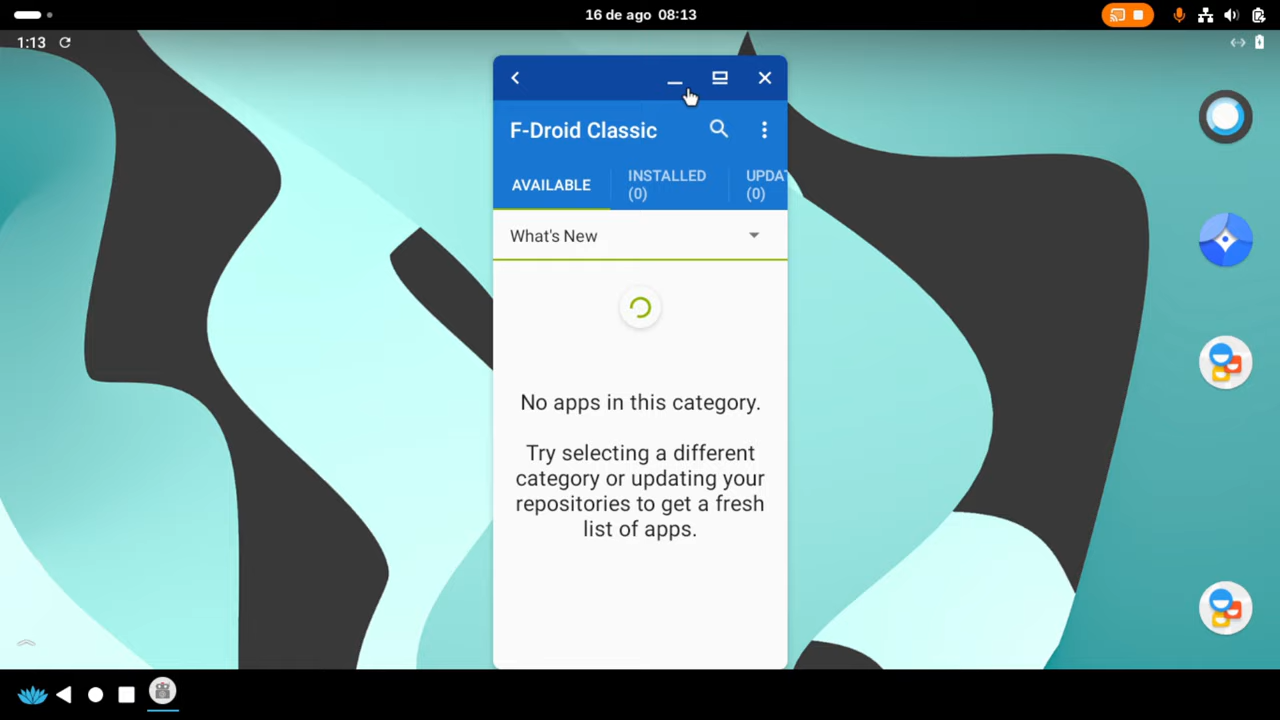 16 de ago 08:13
1:13
F-Droid Classic
AVAILABLE
INSTALLED
(0)
UPDA
(0)
What's New
No apps in this category.
Try selecting a different
category or updating your
repositories to get a fresh
list of apps.